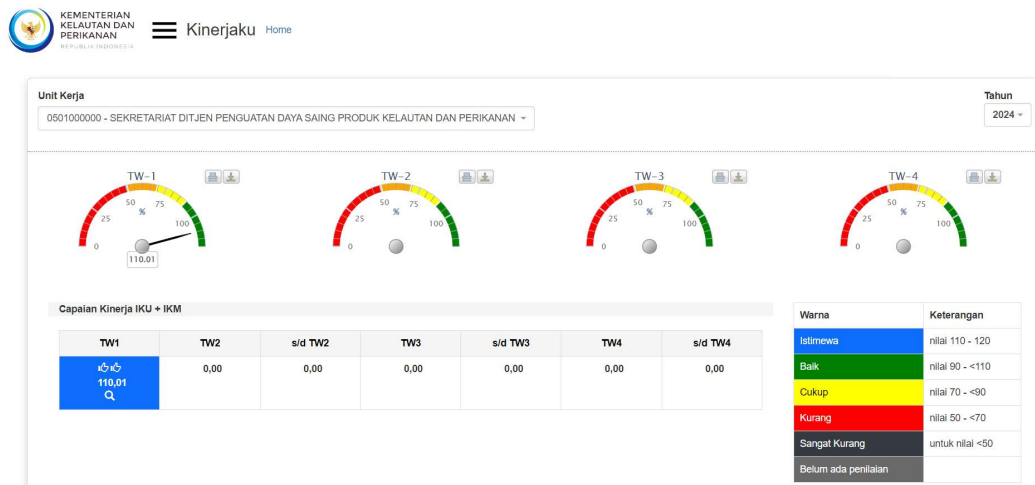 KEMENTERIAN
KELAUTAN DAN
PERIKANAN
REPUBLIK INDONESIA
Kinerjaku Home
Unit Kerja
Tahun
0501000000 - SEKRETARIAT DITJEN PENGUATAN DAYA SAING PRODUK KELAUTAN DAN PERIKANAN
2024
TW-1
0
25
50
75
100
%
110.01
TW-2
0
25
50
75
100
%
TW-3
0
25
50
75
100
%
TW-4
0
25
50
75
100
%
Capaian Kinerja IKU + IKM
TW1 TW2 s/d TW2 TW3 s/d TW3 TW4 s/d TW4
110,01 0,00 0,00 0,00 0,00 0,00 0,00
Warna Keterangan
Istimewa nilai 110 - 120
Baik nilai 90 - <110
Cukup nilai 70 - <90
Kurang nilai 50 - <70
Sangat Kurang untuk nilai <50
Belum ada penilaian